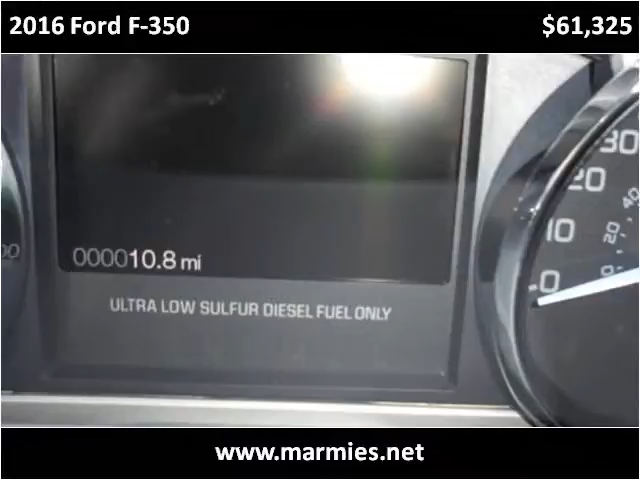 2016 Ford F-350 $61,325
30
20
40
10
20
000010.8 mi
0
0
ULTRA LOW SULFUR DIESEL FUEL ONLY
www.marmies.net